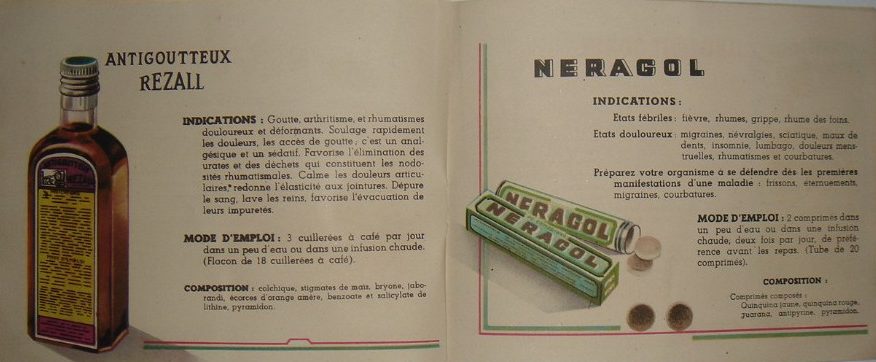 ANTIGOUTTEUX
REZALL
INDICATIONS : Goutte, arthritisme, et rhumatismes
douloureux et déformants. Soulage rapidement
les douleurs, les accès de goutte; c'est un anal-
gésique et un sédatif. Favorise l'élimination des
urates et des déchets qui constituent les nodo-
sités rhumatismales. Calme les douleurs articu-
laires, redonne l'élasticité aux jointures. Dépure
le sang, lave les reins, favorise l'évacuation de
leurs impuretés.
MODE D'EMPLOI : 3 cuillerées à café par jour
dans un peu d'eau ou dans une infusion chaude.
(Flacon de 18 cuillerées à café).
COMPOSITION : colchique, stigmates de maïs, bryone, jabo-
randi, écorces d'orange amère, benzoate et salicylate de
lithine, pyramidon.
ANTIGOUTTEUX
REZALL
NERAGOL
INDICATIONS :
Etats fébriles : fièvre, rhumes, grippe, rhume des foins.
Etats douloureux : migraines, névralgies, sciatique, maux de
dents, insomnie, lumbago, douleurs mens-
truelles, rhumatismes et courbatures.
Préparez votre organisme à se défendre dès les premières
manifestations d'une maladie : frissons, éternuements,
migraines, courbatures.
NERAGOL
NERAGOL
MODE D'EMPLOI : 2 comprimés dans
un peu d'eau ou dans une infusion
chaude; deux fois par jour, de préfé-
rence avant les repas. (Tube de 20
comprimés).
COMPOSITION :
Comprimés composés :
Quinquina jaune, quinquina rouge,
guarana, antipyrine, pyramidon.